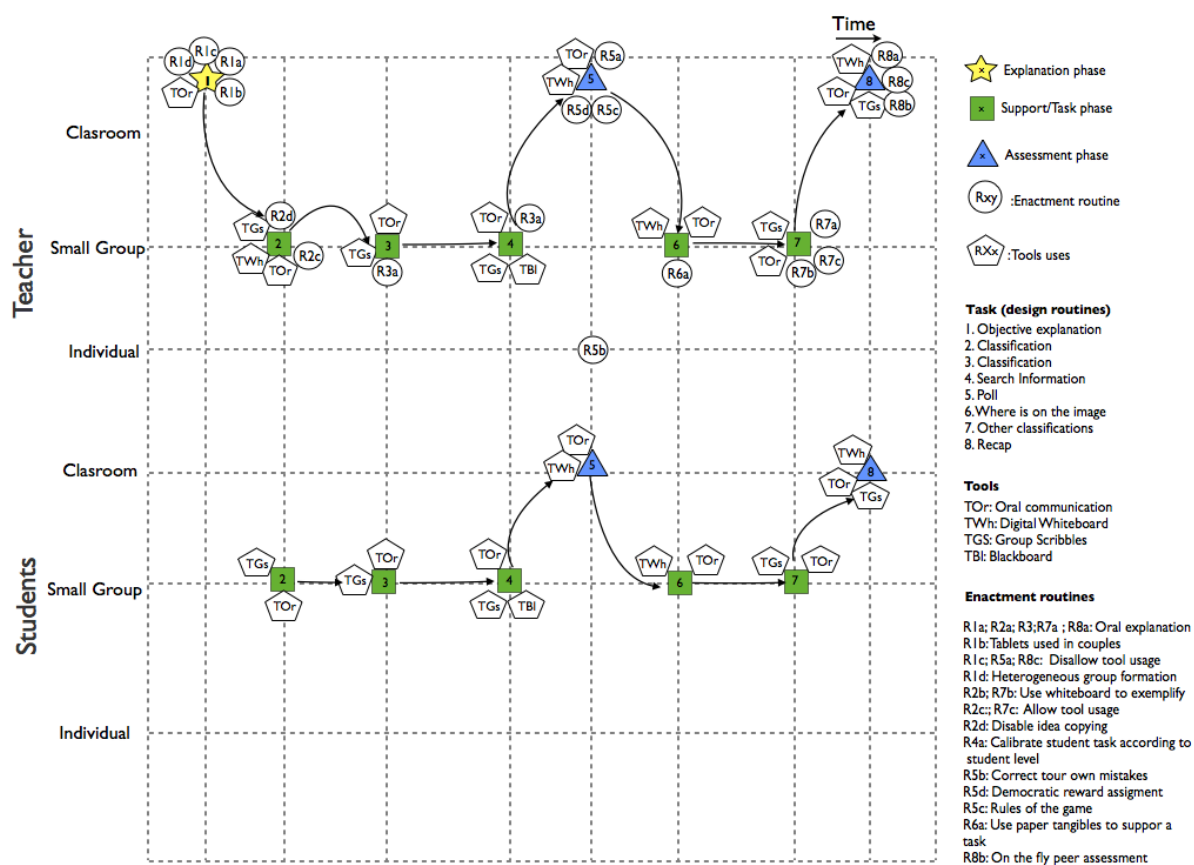 Time
R1c
R1d
R1a
1
TOr
R1b
TOr
R5a
TWh
5
R5d
R5c
TWh
R8a
8
R8c
TOr
TGs
R8b
Clasroom
R2d
TGs
2
TWh
TOr
R2c
TOr
TGs
3
R3a
TOr
R3a
4
TGs
TBl
TWh
TOr
6
R6a
TGs
R7a
7
TOr
R7b
R7c
Small Group
Teacher
Individual
R5b
Clasroom
TOr
TWh
5
TWh
8
TOr
TGs
Small Group
TGs
2
TOr
TOr
TGs
3
TOr
4
TGs
TBl
TWh
TOr
6
TGs
TOr
7
Students
Individual
x
Explanation phase
x
Support/Task phase
x
Assessment phase
Rxy
:Enactment routine
RXx
:Tools uses
Task (design routines)
1. Objective explanation
2. Classification
3. Classification
4. Search Information
5. Poll
6. Where is on the image
7. Other classifications
8. Recap
Tools
TOr: Oral communication
TWh: Digital Whiteboard
TGS: Group Scribbles
TBl: Blackboard
Enactment routines
R1a; R2a; R3;R7a ; R8a: Oral explanation
R1b: Tablets used in couples
R1c; R5a; R8c: Disallow tool usage
R1d: Heterogeneous group formation
R2b; R7b: Use whiteboard to exemplify
R2c:; R7c: Allow tool usage
R2d: Disable idea copying
R4a: Calibrate student task according to
student level
R5b: Correct tour own mistakes
R5d: Democratic reward assigment
R5c: Rules of the game
R6a: Use paper tangibles to suppor a
task
R8b: On the fly peer assessment